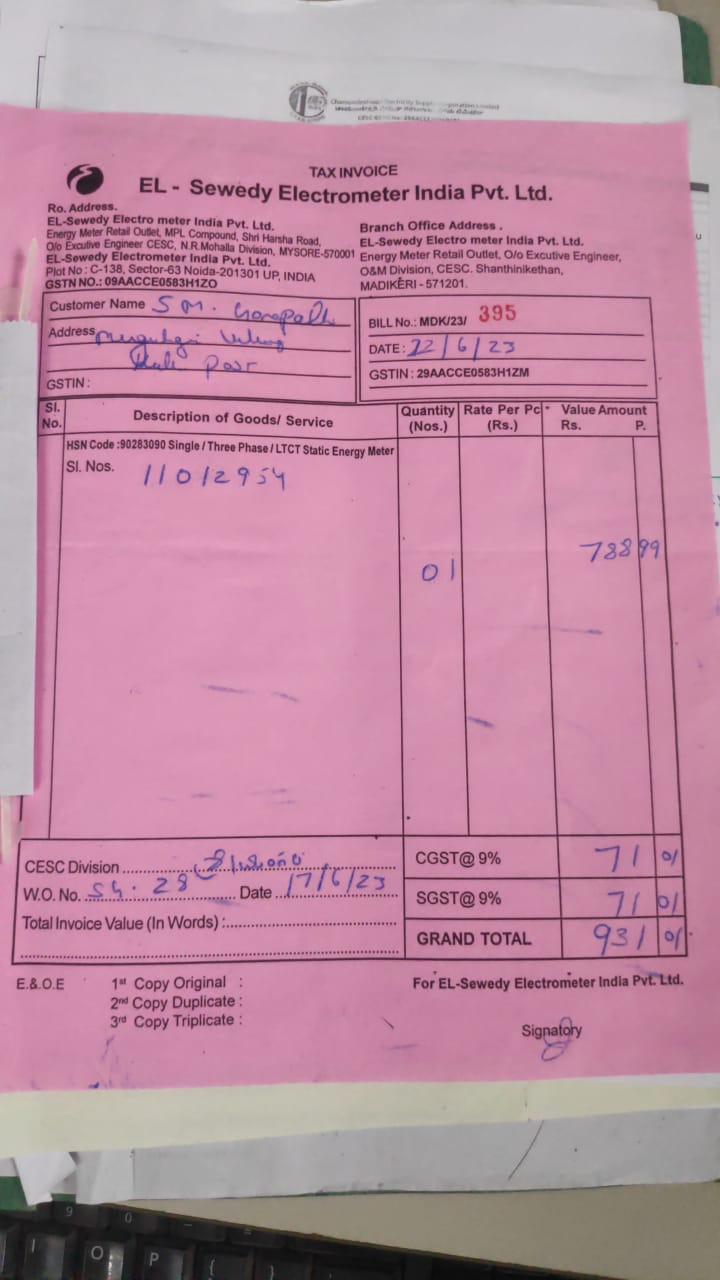 TAX INVOICE
EL - Sewedy Electrometer India Pvt. Ltd.
Ro. Address.
EL-Sewedy Electro meter India Pvt. Ltd.
Energy Meter Retail Outlet, MPL Compound, Shri Harsha Road,
O/o Excutive Engineer CESC, N.R.Mohalla Division, MYSORE-570001
EL-Sewedy Electrometer India Pvt. Ltd.
Plot No : C-138, Sector-63 Noida-201301 UP, INDIA
GSTN NO.: 09AACCE0583H1ZO
Branch Office Address .
EL-Sewedy Electro meter India Pvt. Ltd.
Energy Meter Retail Outlet, O/o Excutive Engineer,
O&M Division, CESC. Shanthinikethan,
MADIKERI - 571201.
Customer Name S M.
Address
GSTIN :
BILL No.: MDK/23/ 395
DATE : 22/6/23
GSTIN : 29AACCE0583H1ZM
Sl. No. Description of Goods/ Service Quantity (Nos.) Rate Per Pc (Rs.) Value Amount Rs. P.
HSN Code :90283090 Single / Three Phase / LTCT Static Energy Meter
Sl. Nos. 11012954
788 99
01
CESC Division
W.O. No. Date 17/6/23
Total Invoice Value (In Words) :
CGST@ 9% 71 01
SGST@ 9% 71 01
GRAND TOTAL 931 01
E.&.O.E
1st Copy Original :
2nd Copy Duplicate :
3rd Copy Triplicate :
For EL-Sewedy Electrometer India Pvt. Ltd.
Signatory
O
P